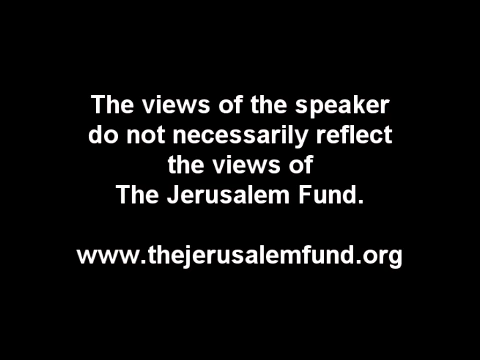 The views of the speaker
do not necessarily reflect
the views of
The Jerusalem Fund.
www.thejerusalemfund.org